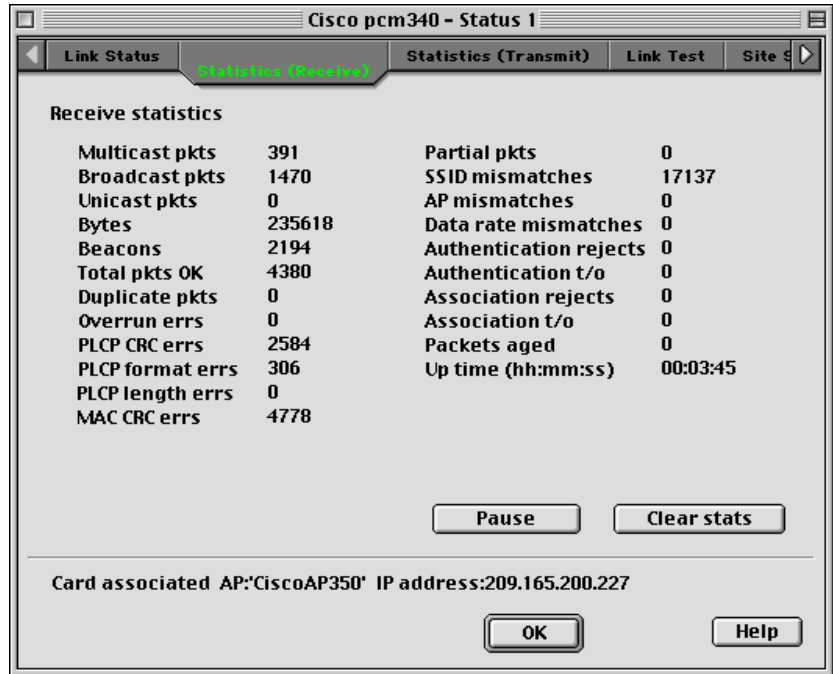 Cisco pcm340 - Status 1
Link Status
Statistics (Receive)
Statistics (Transmit)
Link Test
Site S
Receive statistics
Multicast pkts 391
Broadcast pkts 1470
Unicast pkts 0
Bytes 235618
Beacons 2194
Total pkts OK 4380
Duplicate pkts 0
Overrun errs 0
PLCP CRC errs 2584
PLCP format errs 306
PLCP length errs 0
MAC CRC errs 4778
Partial pkts 0
SSID mismatches 17137
AP mismatches 0
Data rate mismatches 0
Authentication rejects 0
Authentication t/o 0
Association rejects 0
Association t/o 0
Packets aged 0
Up time (hh:mm:ss) 00:03:45
Pause
Clear stats
Card associated AP:'CiscoAP350' IP address:209.165.200.227
OK
Help